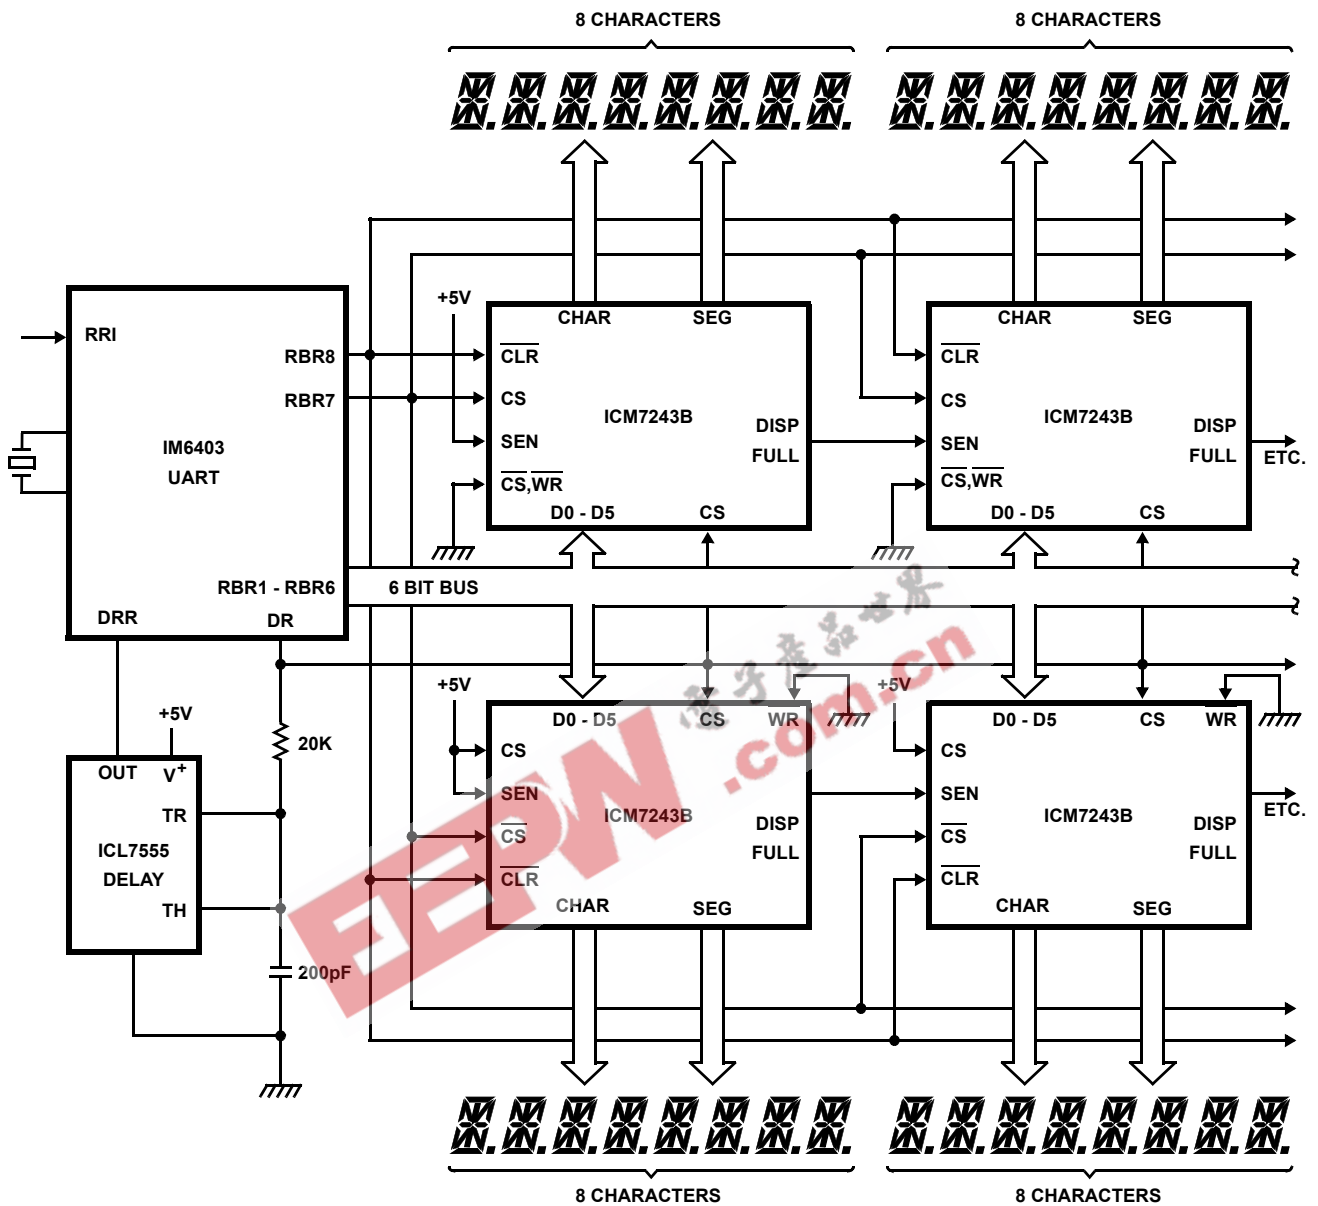 8 CHARACTERS
8 CHARACTERS
+5V
CHAR
SEG
CHAR
SEG
RRI
RBR8
CLR
CLR
RBR7
CS
ICM7243B
CS
ICM7243B
IM6403
UART
SEN
DISP
FULL
SEN
DISP
FULL
ETC.
CS,WR
CS,WR
D0 - D5
CS
D0 - D5
CS
RBR1 - RBR6
6 BIT BUS
DRR
DR
+5V
+5V
+5V
D0 - D5
CS
WR
D0 - D5
CS
WR
20K
CS
CS
OUT
V+
SEN
SEN
ETC.
TR
ICM7243B
ICM7243B
CS
DISP
FULL
CS
DISP
FULL
ICL7555
DELAY
CLR
CLR
TH
CHAR
SEG
CHAR
SEG
200pF
電子産品世界
EEPW
.com.cn
8 CHARACTERS
8 CHARACTERS